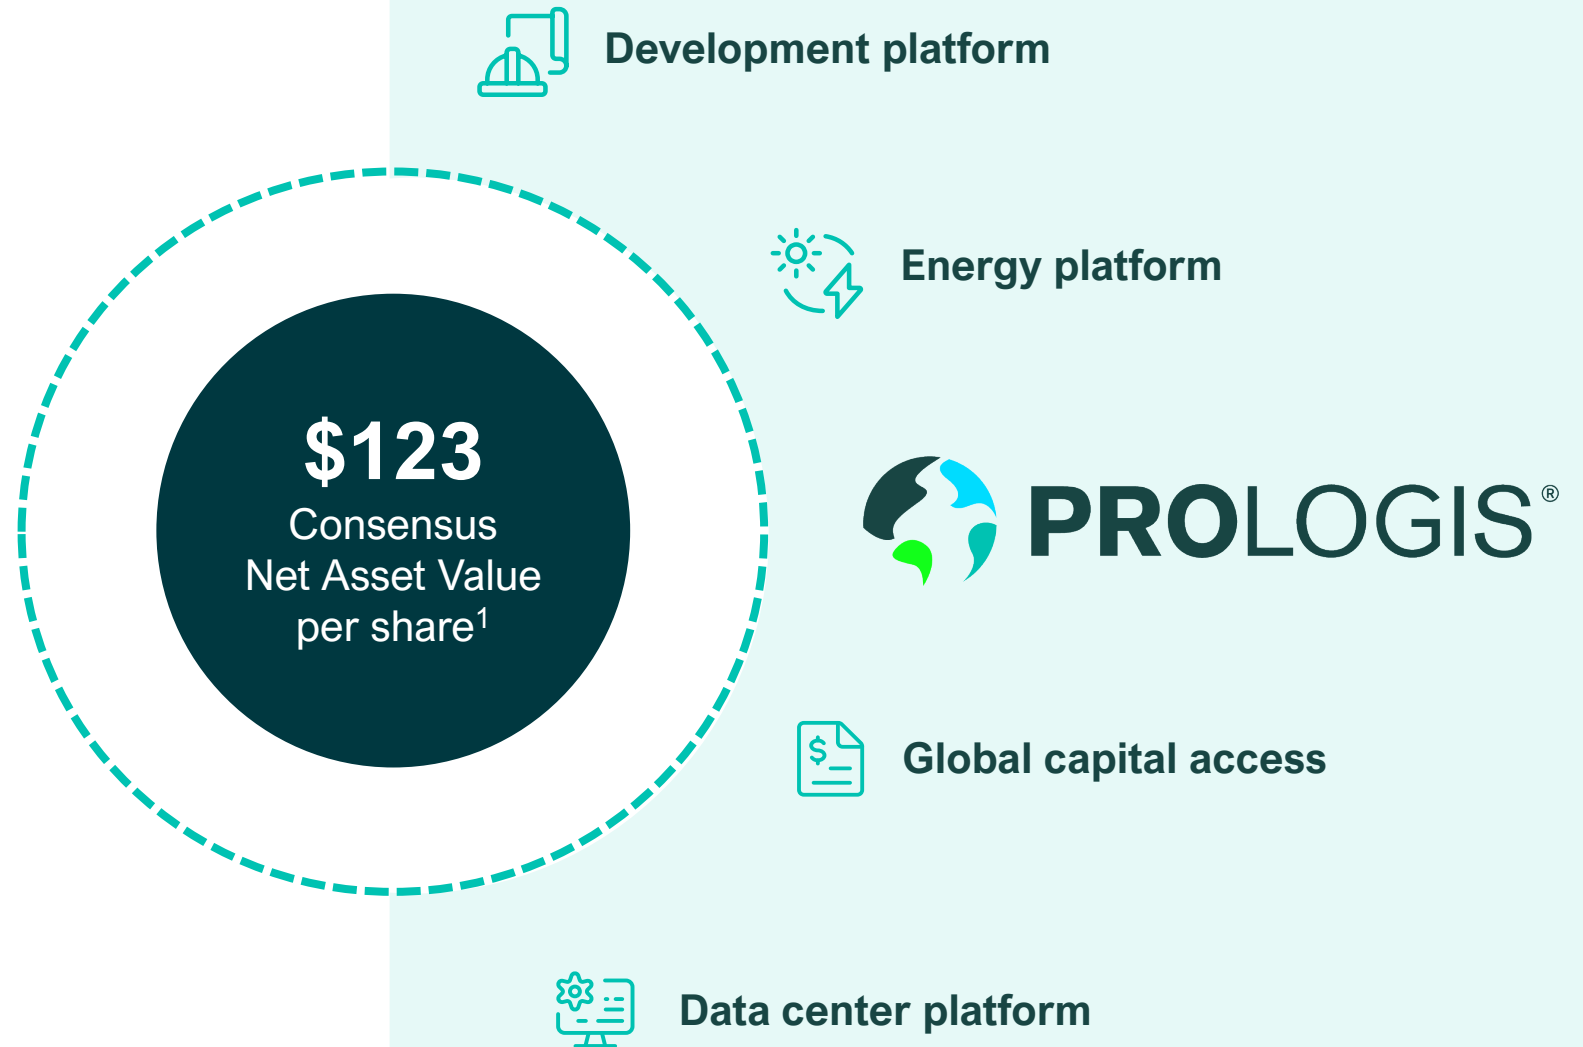 Development platform
Energy platform
$123
Consensus
Net Asset Value
per share¹
PROLOGIS®
Global capital access
Data center platform